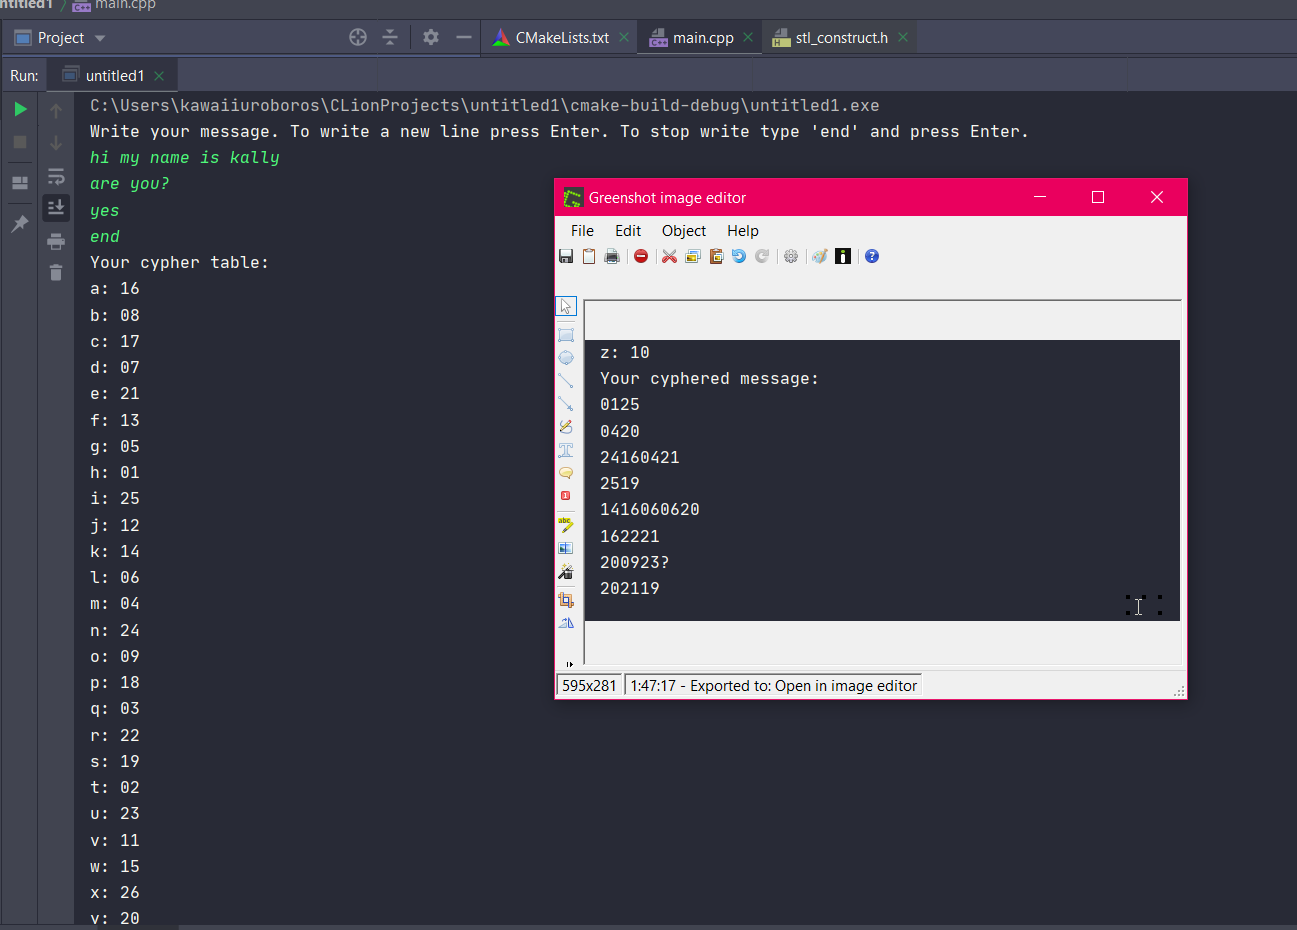 untitled1 main.cpp
Project CMakeLists.txt main.cpp stl_construct.h
Run: untitled1
C:\Users\kawaiiuroboros\CLionProjects\untitled1\cmake-build-debug\untitled1.exe
Write your message. To write a new line press Enter. To stop write type 'end' and press Enter.
hi my name is kally
are you?
yes
end
Your cypher table:
a: 16
b: 08
c: 17
d: 07
e: 21
f: 13
g: 05
h: 01
i: 25
j: 12
k: 14
l: 06
m: 04
n: 24
o: 09
p: 18
q: 03
r: 22
s: 19
t: 02
u: 23
v: 11
w: 15
x: 26
y: 20
Greenshot image editor
File Edit Object Help
z: 10
Your cyphered message:
0125
0420
24160421
2519
1416060620
162221
200923?
202119
595x281 1:47:17 - Exported to: Open in image editor